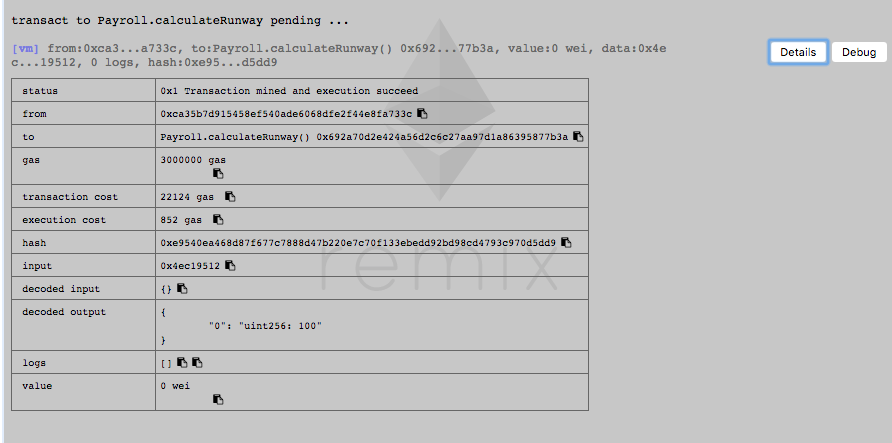 transact to Payroll.calculateRunway pending ...
[vm] from:0xca3...a733c, to:Payroll.calculateRunway() 0x692...77b3a, value:0 wei, data:0x4e
c...19512, 0 logs, hash:0xe95...d5dd9
Details
Debug
status 0x1 Transaction mined and execution succeed
from 0xca35b7d915458ef540ade6068dfe2f44e8fa733c
to Payroll.calculateRunway() 0x692a70d2e424a56d2c6c27aa97d1a86395877b3a
gas 3000000 gas
transaction cost 22124 gas
execution cost 852 gas
hash 0xe9540ea468d87f677c7888d47b220e7c70f133ebedd92bd98cd4793c970d5dd9
input 0x4ec19512
decoded input {}
decoded output {
"0": "uint256: 100"
}
logs []
value 0 wei
remix